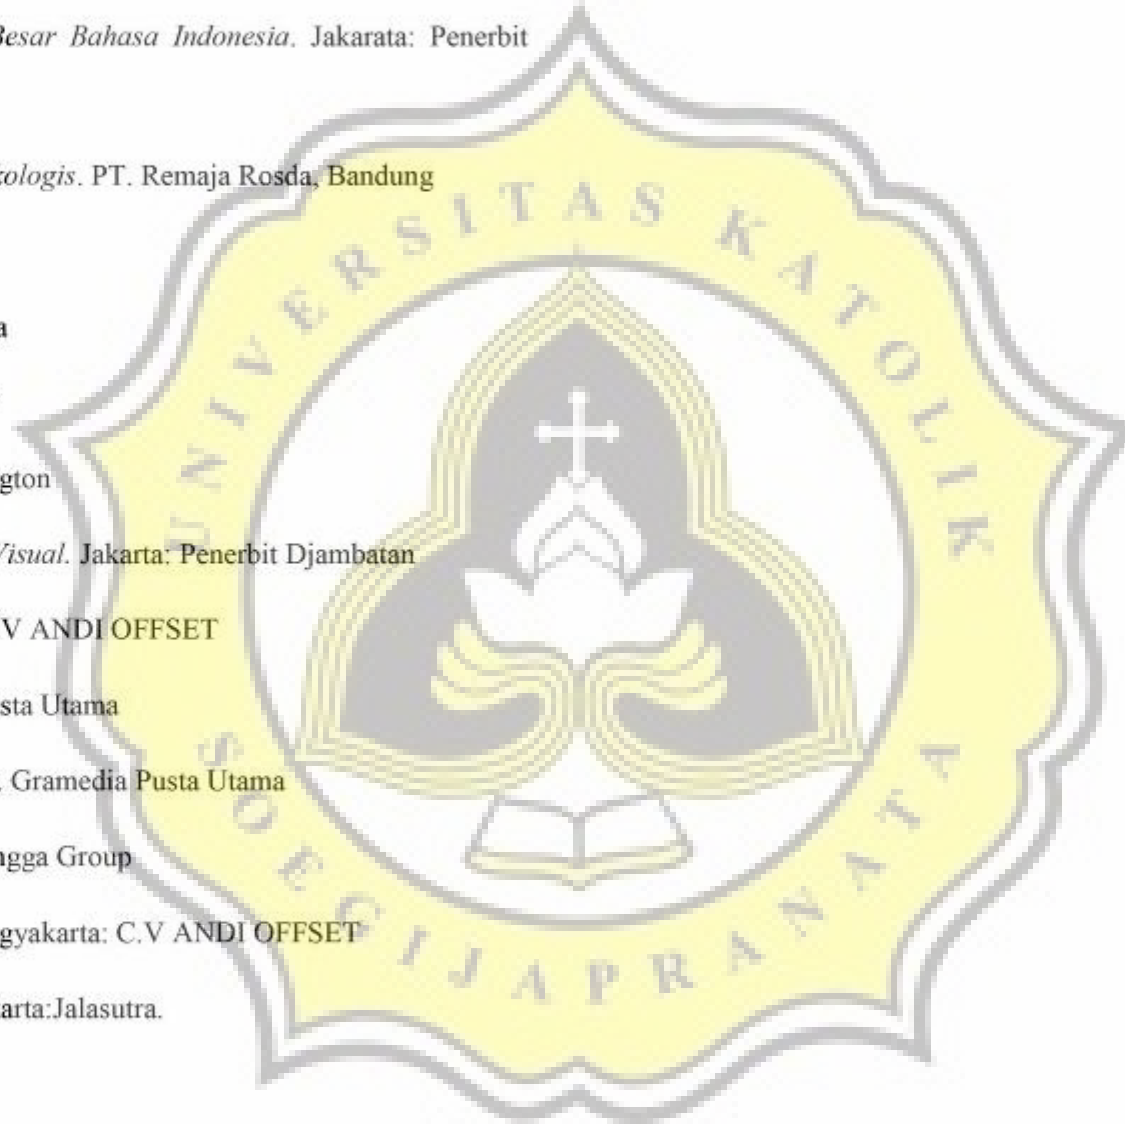 Besar Bahasa Indonesia. Jakarata: Penerbit
kologis. PT. Remaja Rosda, Bandung
a
gton
Visual. Jakarta: Penerbit Djambatan
V ANDI OFFSET
sta Utama
. Gramedia Pusta Utama
ngga Group
gyakarta: C.V ANDI OFFSET
arta:Jalasutra.
UNIVERSITAS KATOLIK
SOEGIJAPRANATA